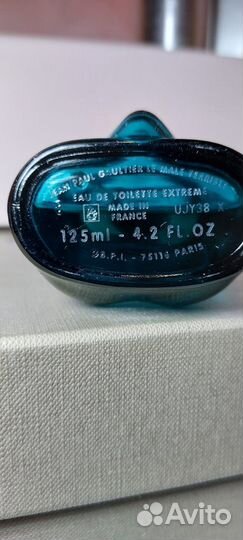 JEAN PAUL GAULTIER LE MALE TERRIBLE
EAU DE TOILETTE EXTREME
MADE IN
FRANCE
UJY38 X
125ml - 4.2 FL.OZ
75116 PARIS
Avito